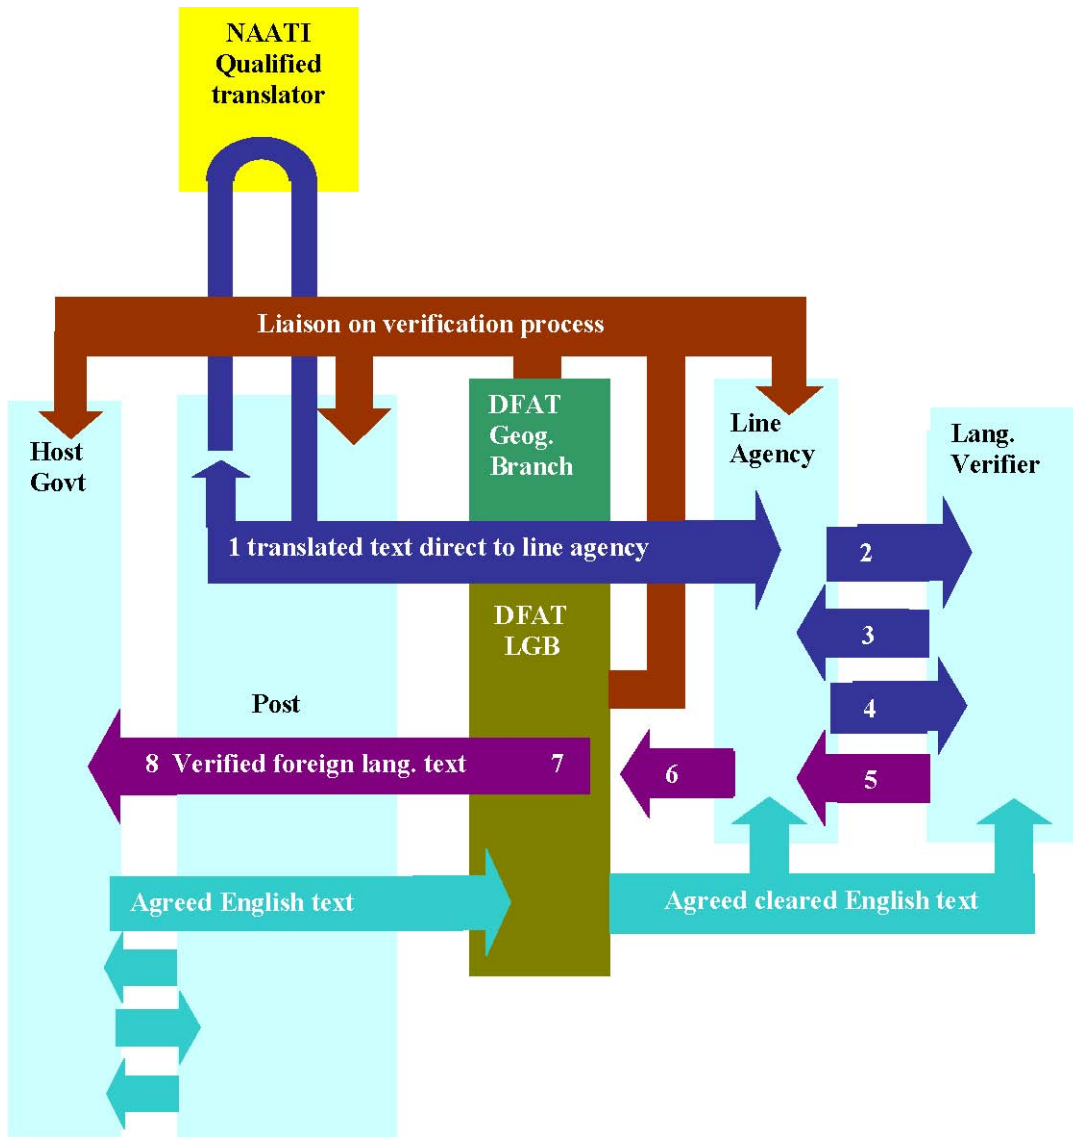 NAATI
Qualified
translator
Liaison on verification process
Host
Govt
DFAT
Geog.
Branch
Line
Agency
Lang.
Verifier
1 translated text direct to line agency
2
3
DFAT
LGB
Post
4
8  Verified foreign lang. text
7
6
5
Agreed English text
Agreed cleared English text